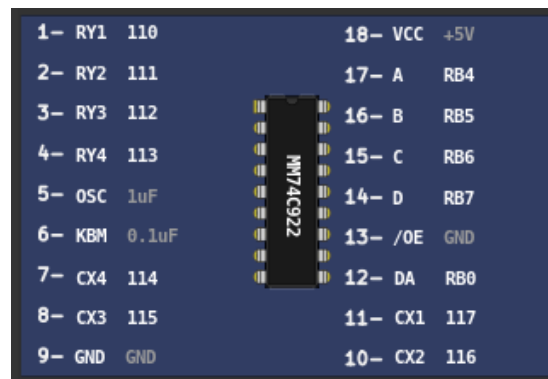 1– RY1 110
2– RY2 111
3– RY3 112
4– RY4 113
5– OSC 1uF
6– KBM 0.1uF
7– CX4 114
8– CX3 115
9– GND GND
MM74C922
18– VCC +5V
17– A RB4
16– B RB5
15– C RB6
14– D RB7
13– /OE GND
12– DA RB0
11– CX1 117
10– CX2 116